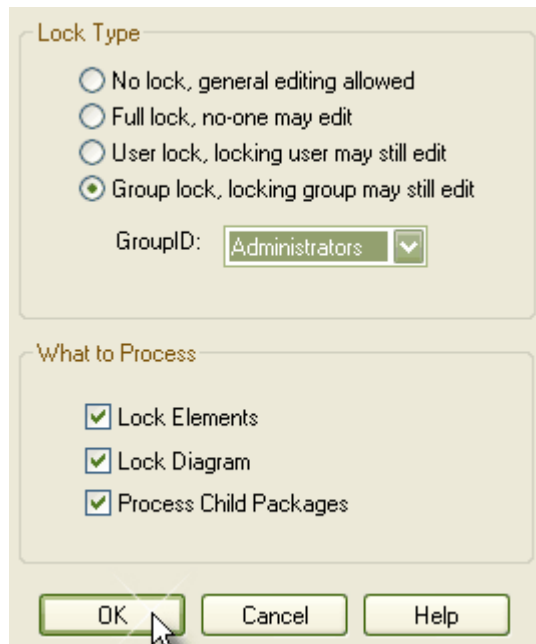 Lock Type
No lock, general editing allowed
Full lock, no-one may edit
User lock, locking user may still edit
Group lock, locking group may still edit
GroupID: Administrators
What to Process
Lock Elements
Lock Diagram
Process Child Packages
OK Cancel Help